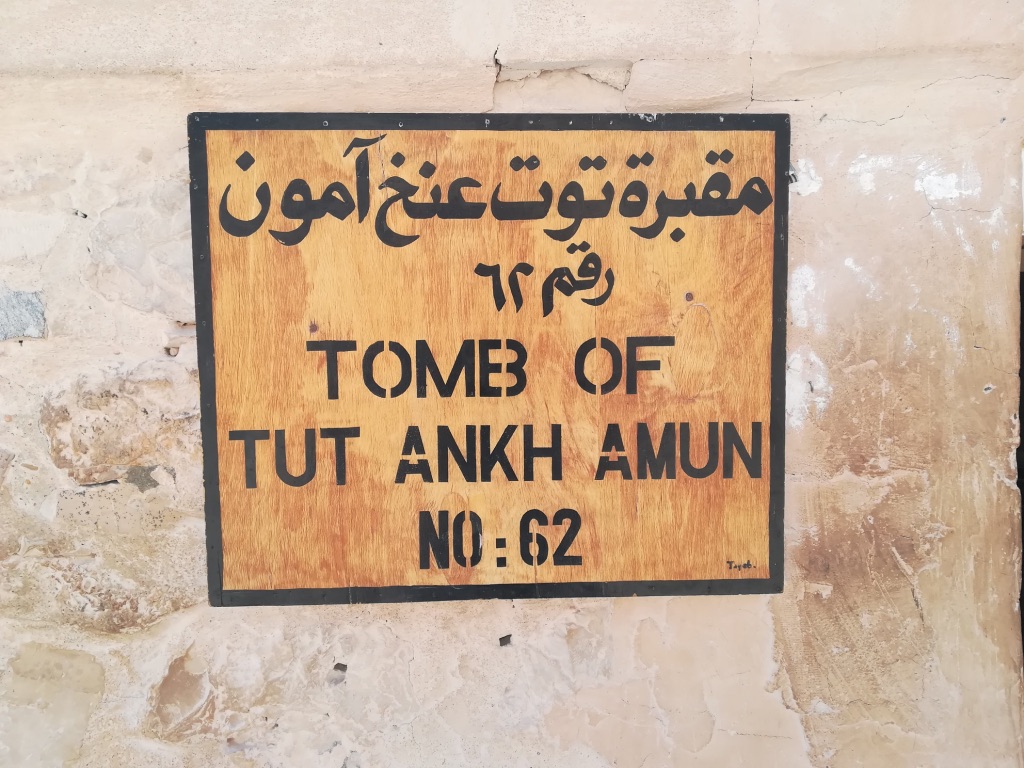 مقبرة توت عنخ آمون
رقم ٦٢
TOMB OF
TUT ANKH AMUN
NO: 62